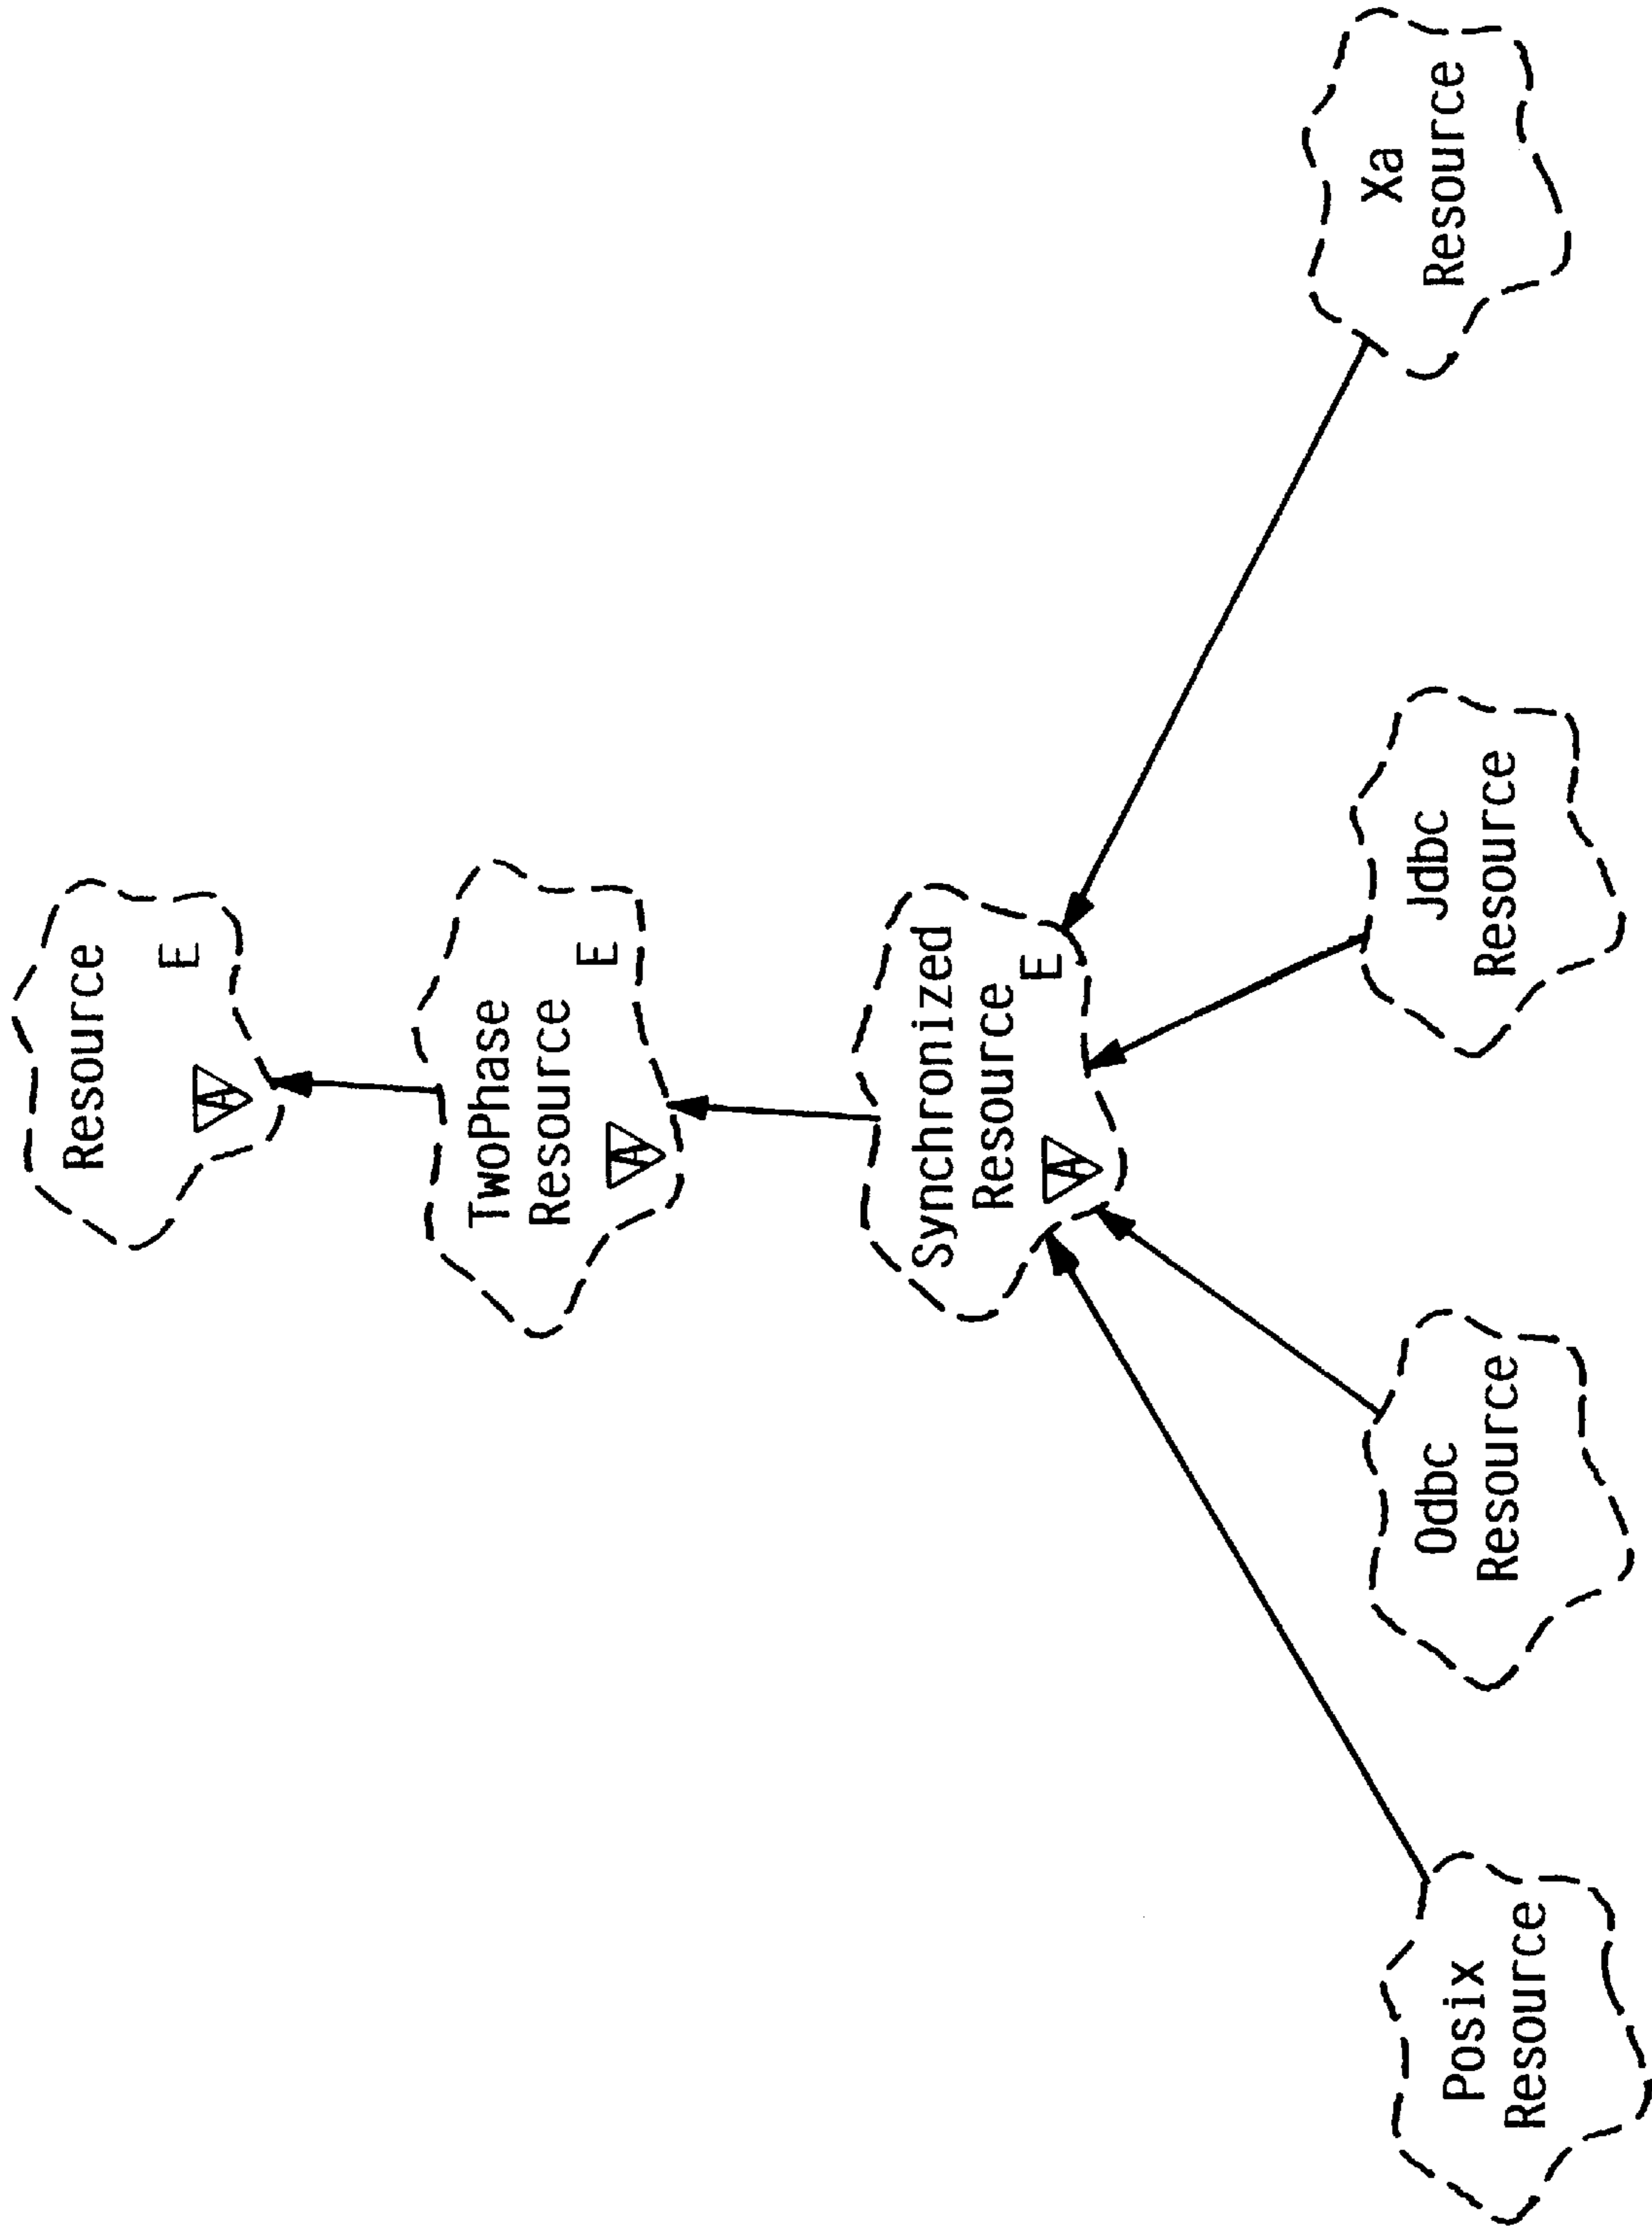 Resource
E
A
TwoPhase
Resource
E
A
Synchronized
Resource
E
A
Posix
Resource
Odbc
Resource
Jdbc
Resource
Xa
Resource